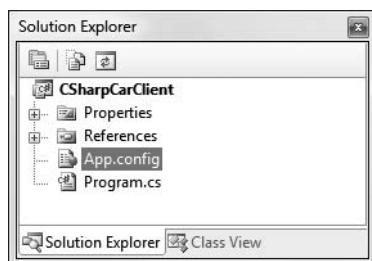 Solution Explorer
CSharpCarClient
Properties
References
App.config
Program.cs
Solution Explorer Class View